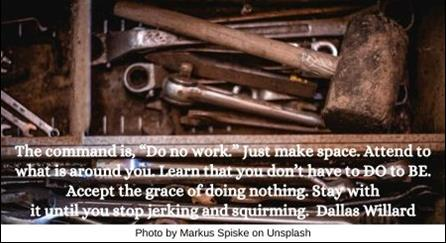 The command is, “Do no work.” Just make space. Attend to
what is around you. Learn that you don’t have to DO to BE.
Accept the grace of doing nothing. Stay with
it until you stop jerking and squirming. Dallas Willard
Photo by Markus Spiske on Unsplash